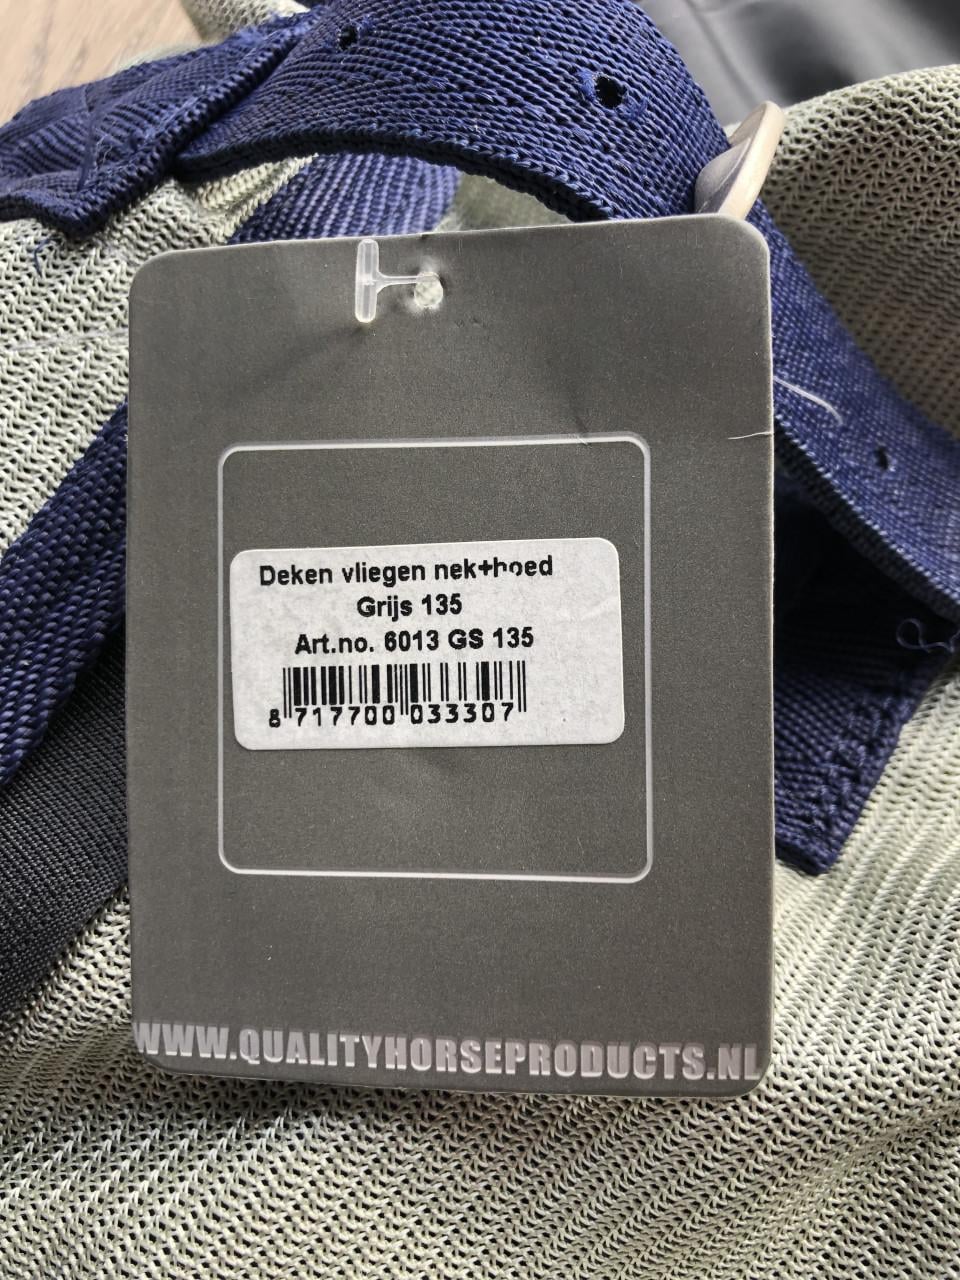 Deken vliegen nek+hoed
Grijs 135
Art.no. 6013 GS 135
8 717700 033307
WWW.QUALITYHORSEPRODUCTS.NL